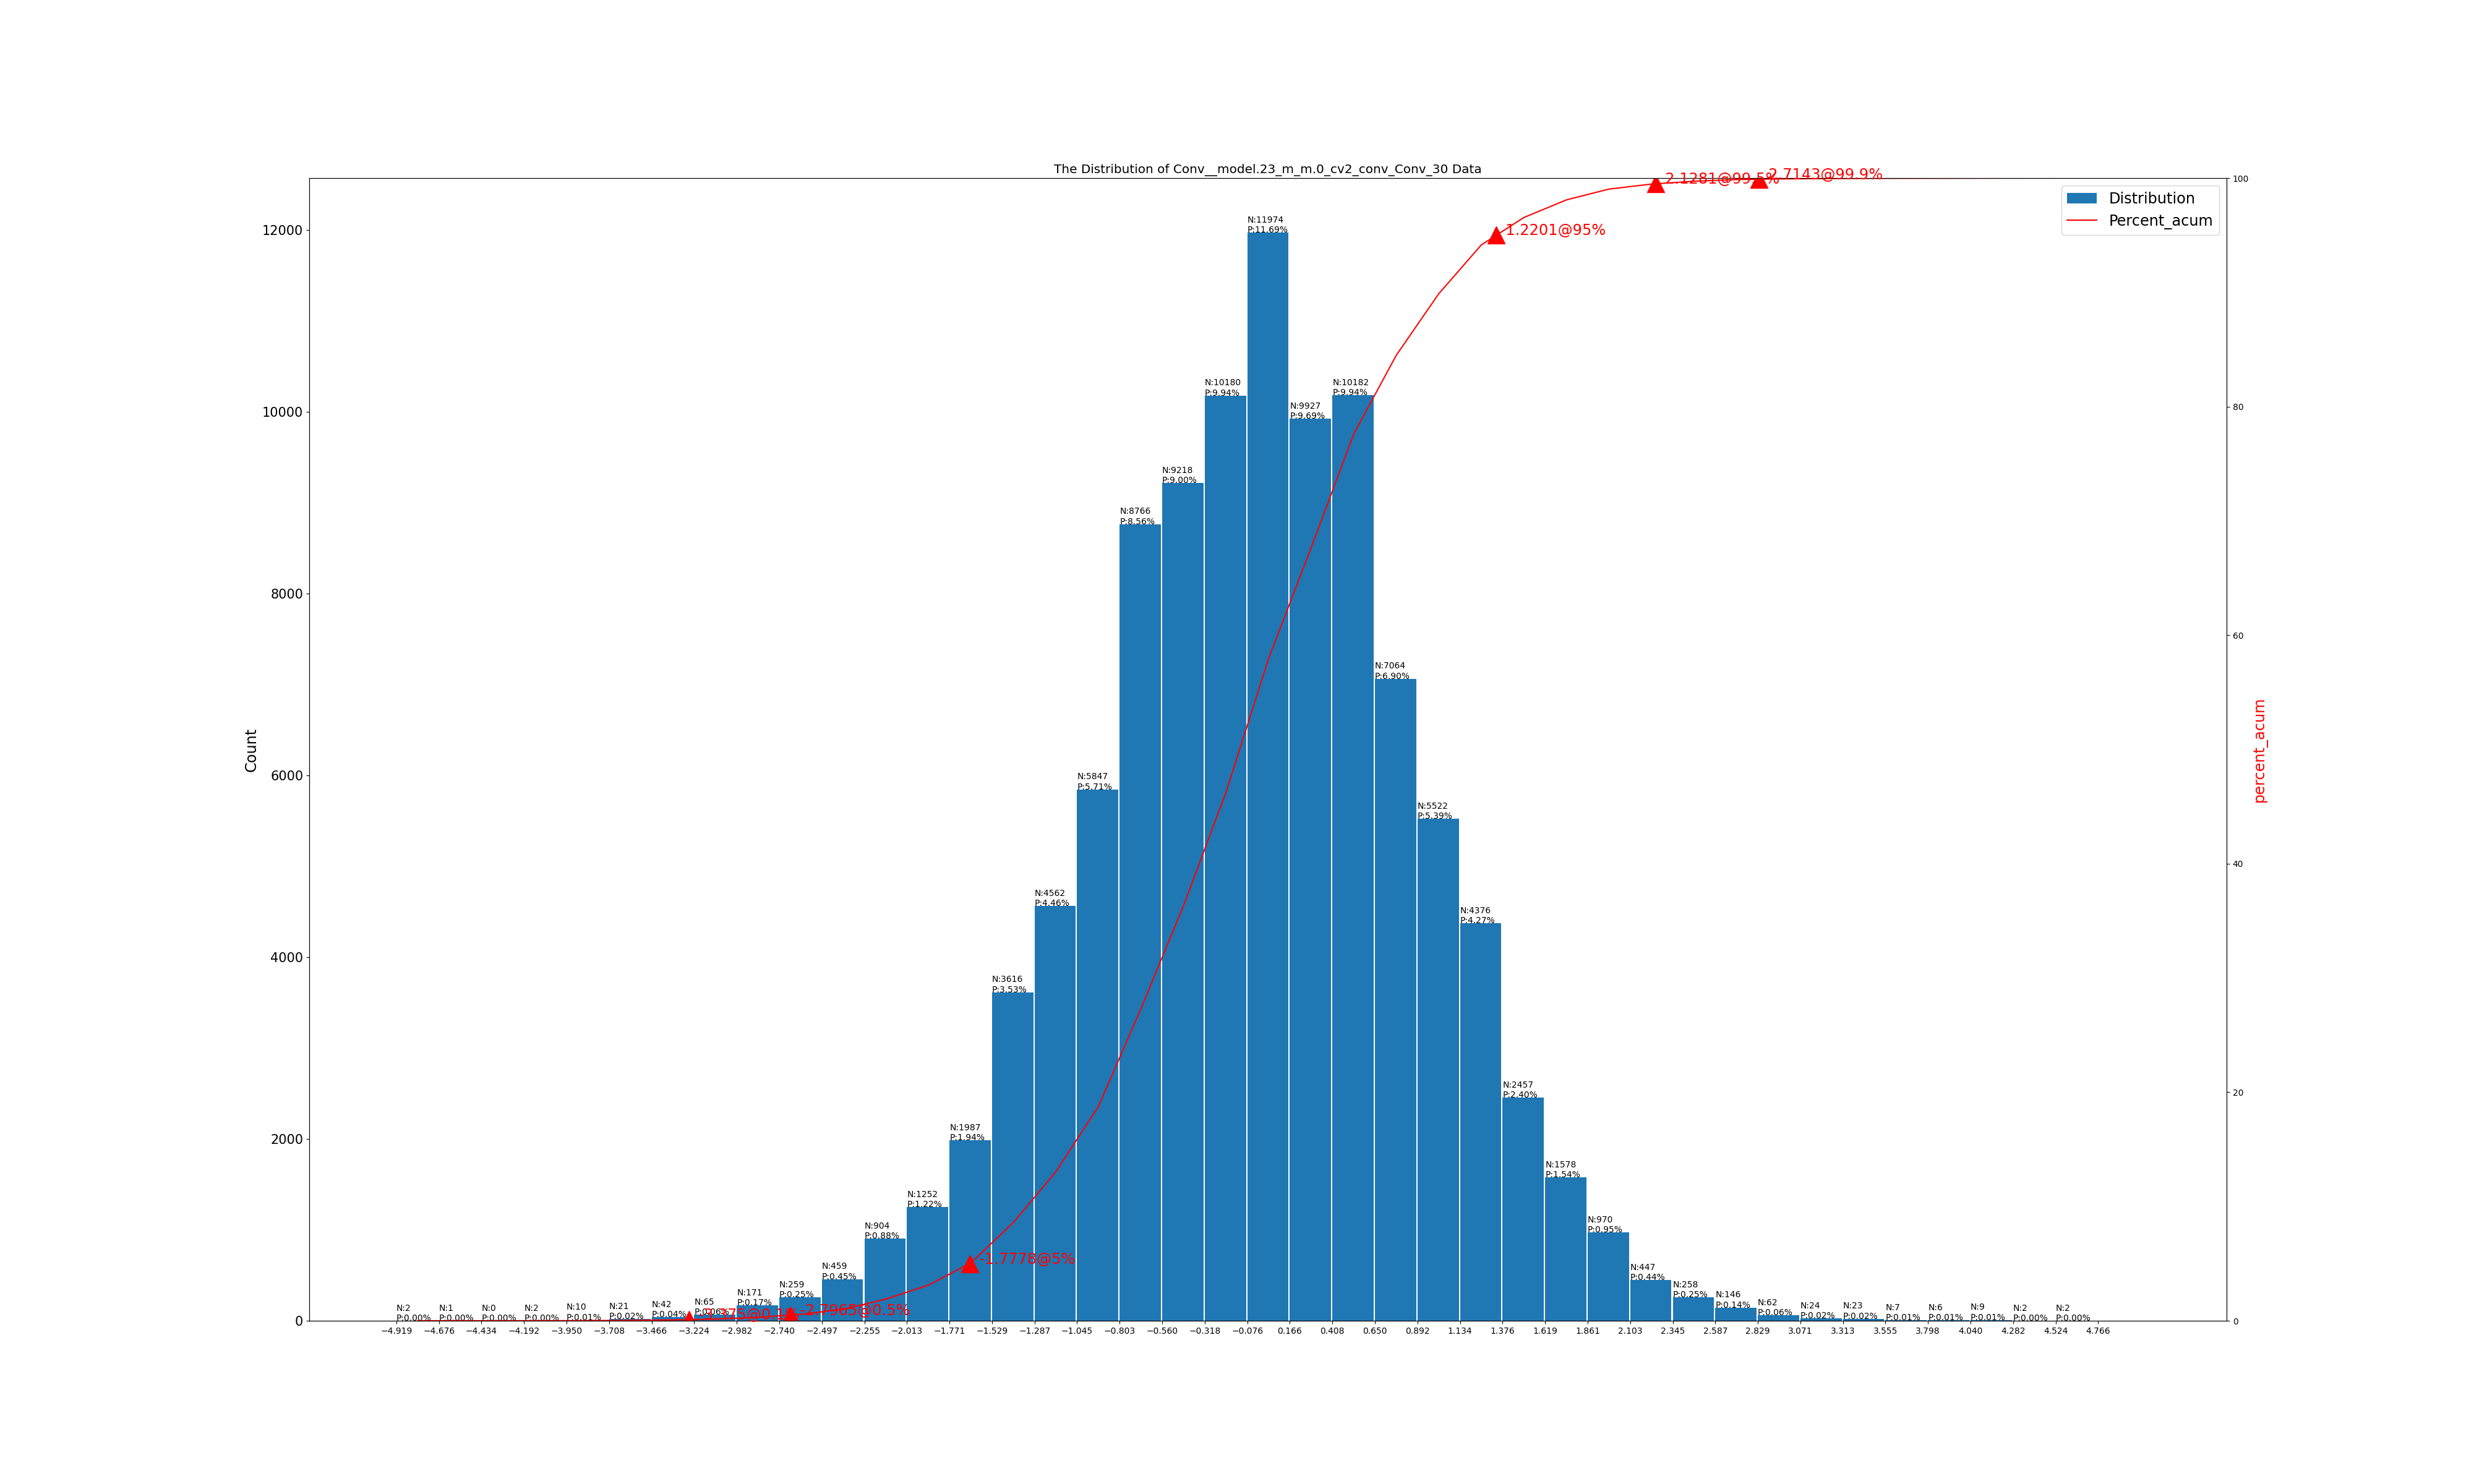 The Distribution of Conv__model.23_m_m.0_cv2_conv_Conv_30 Data
Distribution
Percent_acum
2.1281@99.5%
2.7143@99.9%
1.2201@95%
-1.7778@5%
-2.7965@0.5%
Count
percent_acum
12000
10000
8000
6000
4000
2000
0
100
80
60
40
20
0
N:2
P:0.00%
N:1
P:0.00%
N:0
P:0.00%
N:2
P:0.00%
N:10
P:0.01%
N:21
P:0.02%
N:42
P:0.04%
N:65
P:0.06%
N:171
P:0.17%
N:259
P:0.25%
N:459
P:0.45%
N:904
P:0.88%
N:1252
P:1.22%
N:1987
P:1.94%
N:3616
P:3.53%
N:4562
P:4.46%
N:5847
P:5.71%
N:8766
P:8.56%
N:9218
P:9.00%
N:10180
P:9.94%
N:11974
P:11.69%
N:9927
P:9.69%
N:10182
P:9.94%
N:7064
P:6.90%
N:5522
P:5.39%
N:4376
P:4.27%
N:2457
P:2.40%
N:1578
P:1.54%
N:970
P:0.95%
N:447
P:0.44%
N:258
P:0.25%
N:146
P:0.14%
N:62
P:0.06%
N:24
P:0.02%
N:23
P:0.02%
N:7
P:0.01%
N:6
P:0.01%
N:9
P:0.01%
N:2
P:0.00%
N:2
P:0.00%
−4.919 −4.676 −4.434 −4.192 −3.950 −3.708 −3.466 −3.224 −2.982 −2.740 −2.497 −2.255 −2.013 −1.771 −1.529 −1.287 −1.045 −0.803 −0.560 −0.318 −0.076 0.166 0.408 0.650 0.892 1.134 1.376 1.619 1.861 2.103 2.345 2.587 2.829 3.071 3.313 3.555 3.798 4.040 4.282 4.524 4.766